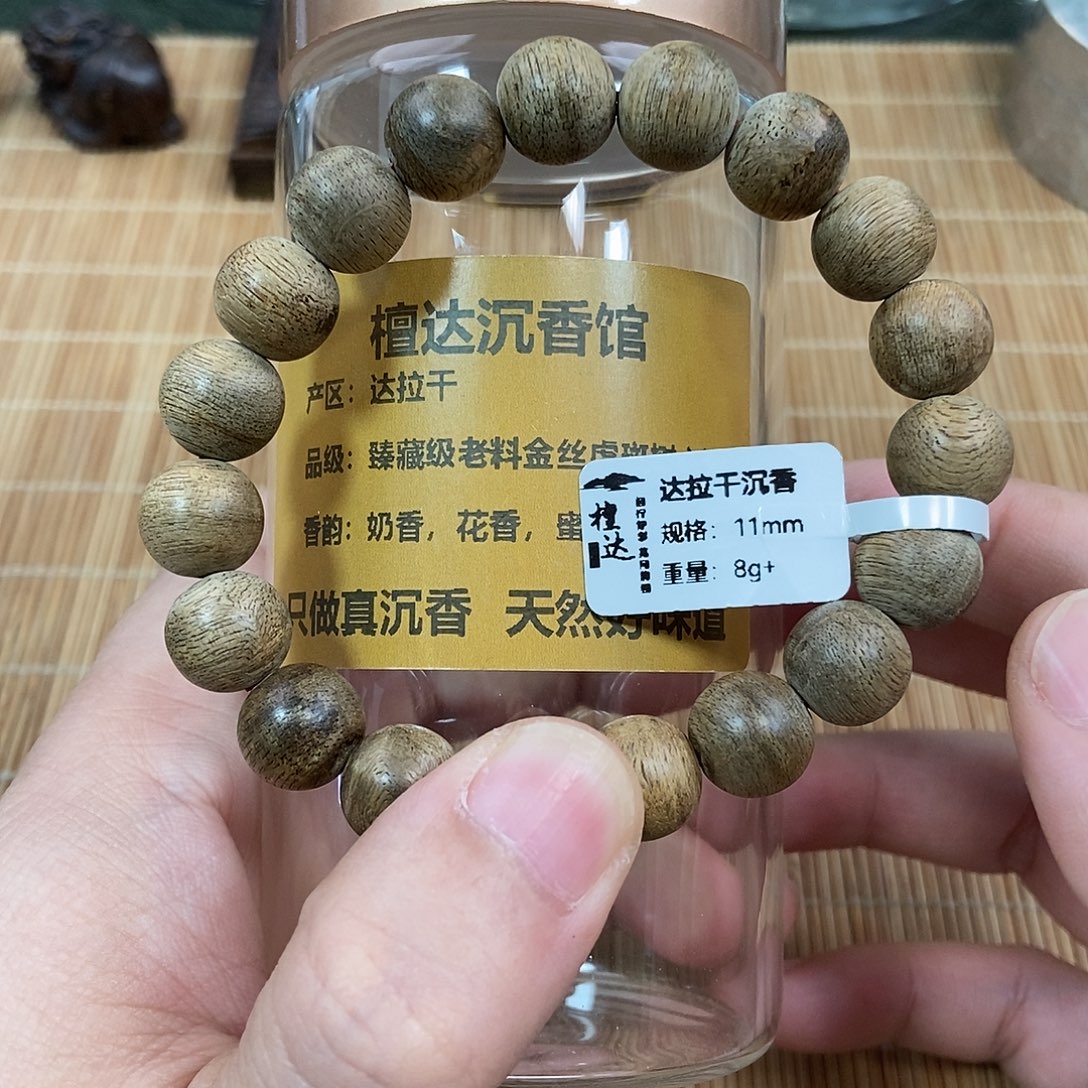 檀达沉香馆
产区：达拉干
品级：臻藏级老料金丝虎斑
香韵：奶香，花香，蜜
只做真沉香 天然好味道
檀达
达拉干沉香
规格：11mm
重量：8g+